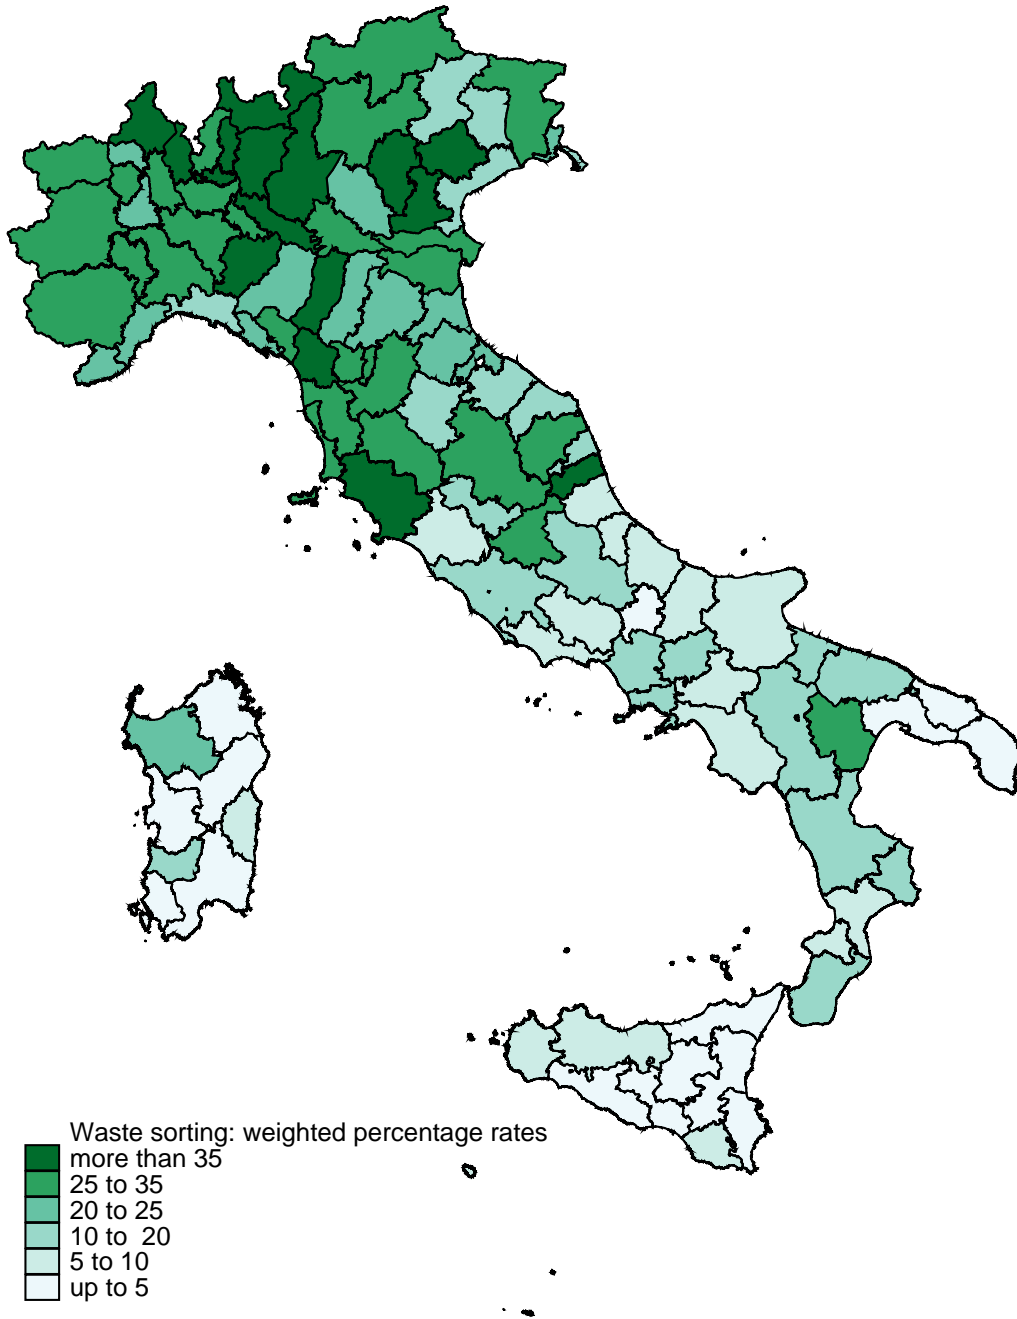 Waste sorting: weighted percentage rates
more than 35
25 to 35
20 to 25
10 to  20
5 to 10
up to 5